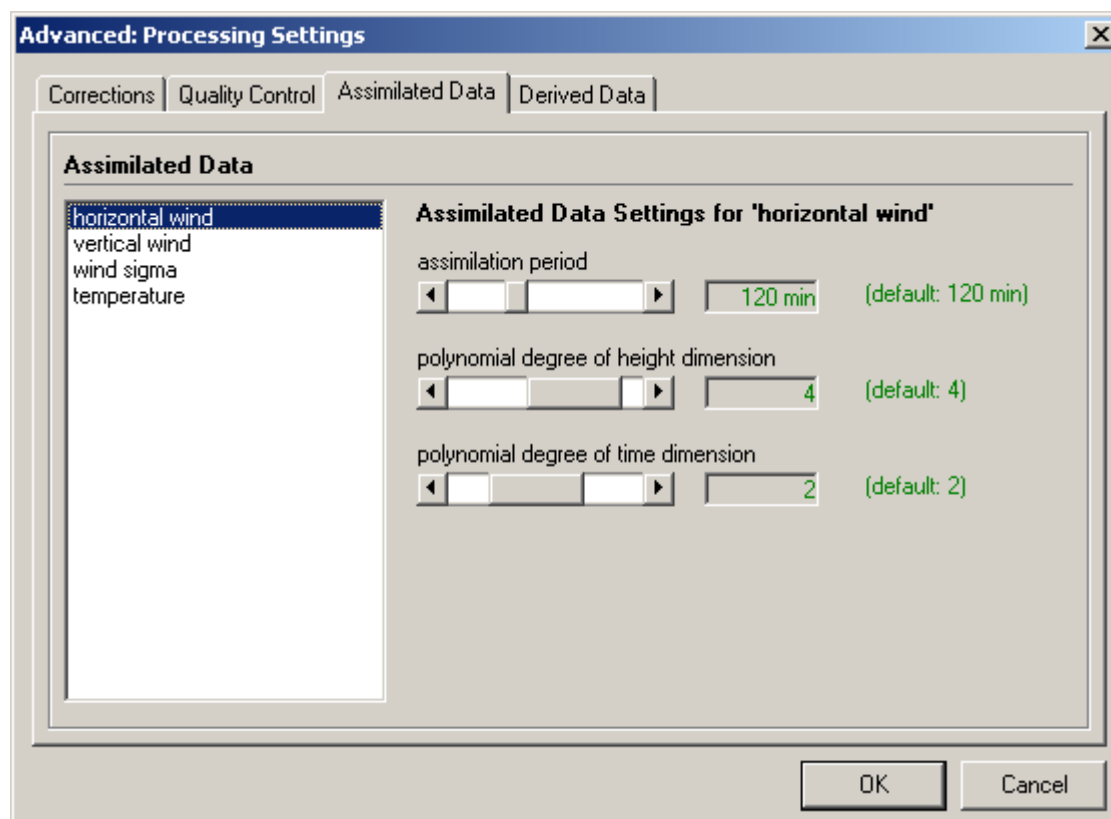 Advanced: Processing Settings
Corrections Quality Control Assimilated Data Derived Data
Assimilated Data
horizontal wind
vertical wind
wind sigma
temperature
Assimilated Data Settings for 'horizontal wind'
assimilation period
120 min (default: 120 min)
polynomial degree of height dimension
4 (default: 4)
polynomial degree of time dimension
2 (default: 2)
OK Cancel